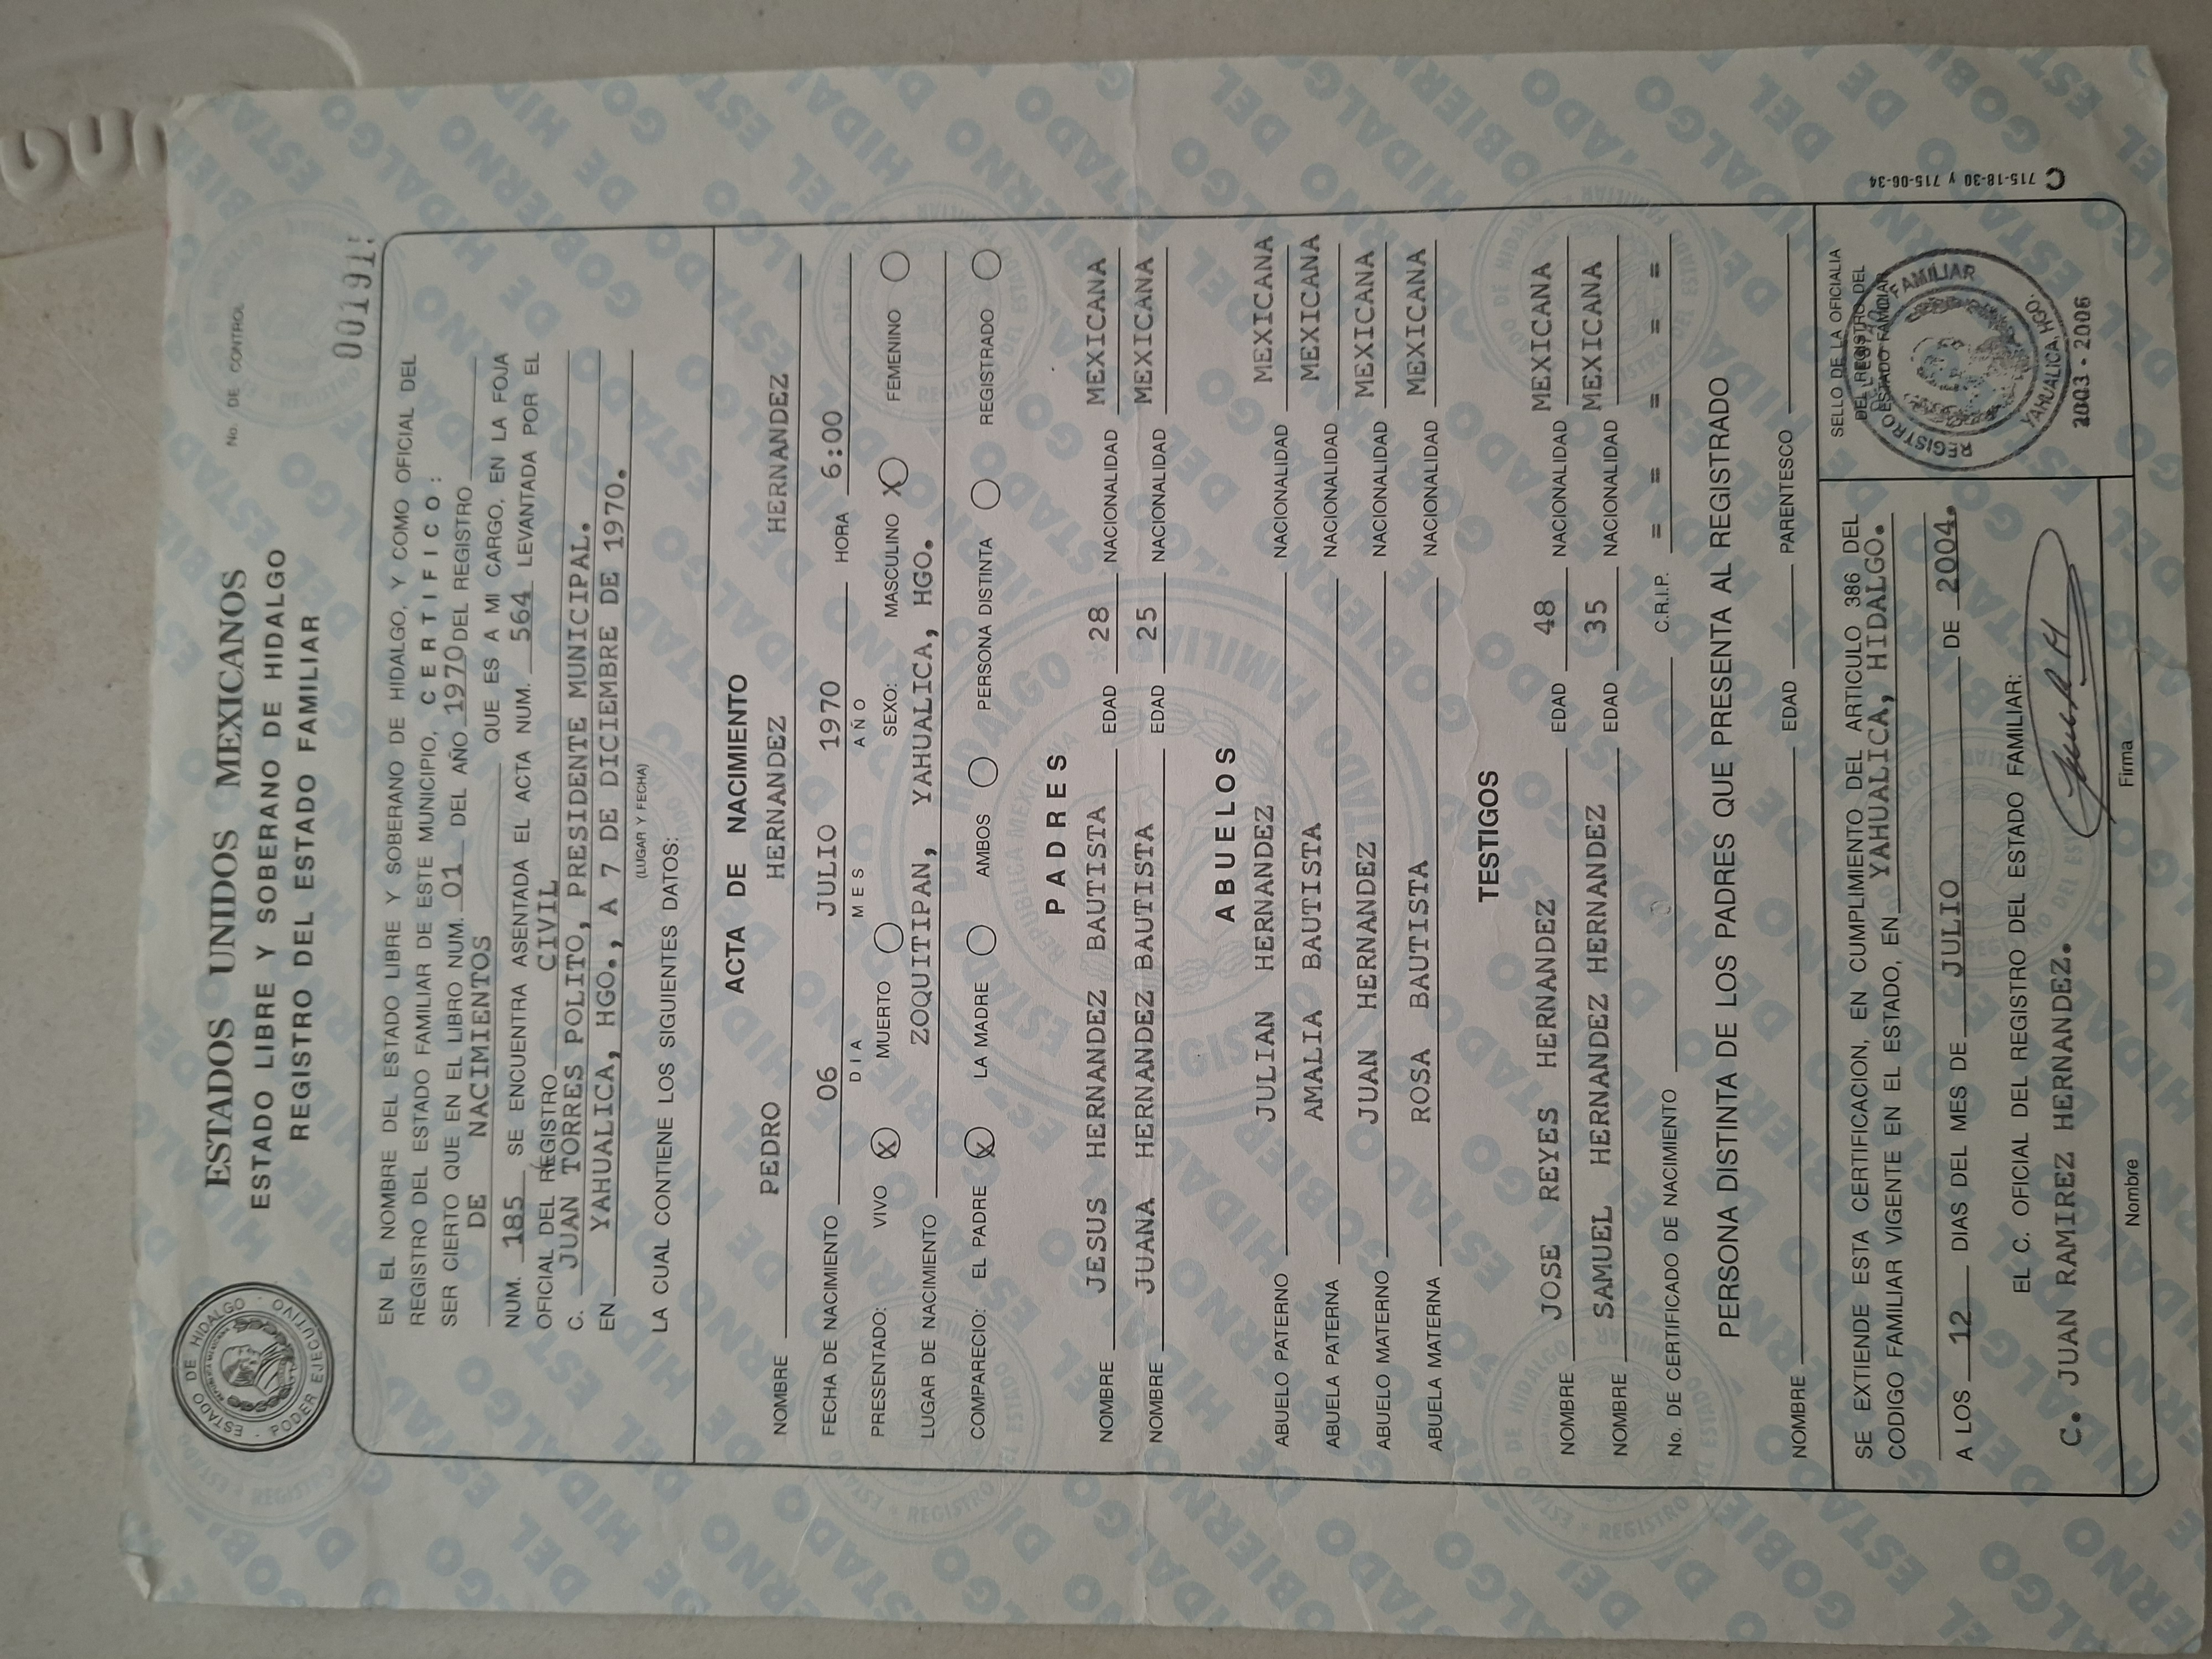 ESTADO DE HIDALGO
PODER EJECUTIVO
ESTADOS UNIDOS MEXICANOS
ESTADO LIBRE Y SOBERANO DE HIDALGO
REGISTRO DEL ESTADO FAMILIAR
No. DE CONTROL
00191
EN EL NOMBRE DEL ESTADO LIBRE Y SOBERANO DE HIDALGO, Y COMO OFICIAL DEL
REGISTRO DEL ESTADO FAMILIAR DE ESTE MUNICIPIO, CERTIFICO:
SER CIERTO QUE EN EL LIBRO NUM. 01 DEL AÑO 1970 DEL REGISTRO
DE NACIMIENTOS QUE ES A MI CARGO, EN LA FOJA
NUM. 185 SE ENCUENTRA ASENTADA EL ACTA NUM. 564 LEVANTADA POR EL
OFICIAL DEL REGISTRO CIVIL
C. JUAN TORRES POLITO, PRESIDENTE MUNICIPAL.
EN YAHUALICA, HGO., A 7 DE DICIEMBRE DE 1970.
(LUGAR Y FECHA)
LA CUAL CONTIENE LOS SIGUIENTES DATOS:
ACTA DE NACIMIENTO
NOMBRE PEDRO HERNANDEZ HERNANDEZ HERNANDEZ
FECHA DE NACIMIENTO 06 JULIO 1970 HORA 6:00
DIA MES AÑO
PRESENTADO: VIVO X MUERTO SEXO: MASCULINO X FEMENINO
LUGAR DE NACIMIENTO ZOQUITIPAN, YAHUALICA, HGO.
COMPARECIO: EL PADRE X LA MADRE AMBOS PERSONA DISTINTA REGISTRADO
PADRES
NOMBRE JESUS HERNANDEZ BAUTISTA EDAD 28 NACIONALIDAD MEXICANA
NOMBRE JUANA HERNANDEZ BAUTISTA EDAD 25 NACIONALIDAD MEXICANA
ABUELOS
ABUELO PATERNO JULIAN HERNANDEZ NACIONALIDAD MEXICANA
ABUELA PATERNA AMALIA BAUTISTA NACIONALIDAD MEXICANA
ABUELO MATERNO JUAN HERNANDEZ NACIONALIDAD MEXICANA
ABUELA MATERNA ROSA BAUTISTA NACIONALIDAD MEXICANA
TESTIGOS
NOMBRE JOSE REYES HERNANDEZ EDAD 48 NACIONALIDAD MEXICANA
NOMBRE SAMUEL HERNANDEZ HERNANDEZ EDAD 35 NACIONALIDAD MEXICANA
No. DE CERTIFICADO DE NACIMIENTO C.R.I.P. = = = = =
PERSONA DISTINTA DE LOS PADRES QUE PRESENTA AL REGISTRADO
NOMBRE EDAD PARENTESCO
SE EXTIENDE ESTA CERTIFICACION, EN CUMPLIMIENTO DEL ARTICULO 386 DEL
CODIGO FAMILIAR VIGENTE EN EL ESTADO, EN YAHUALICA, HIDALGO.
A LOS 12 DIAS DEL MES DE JULIO DE 2004.
EL C. OFICIAL DEL REGISTRO DEL ESTADO FAMILIAR:
C. JUAN RAMIREZ HERNANDEZ.
Nombre Firma
SELLO DE LA OFICIALIA
DEL REGISTRO DEL
ESTADO FAMILIAR
REGISTRO FAMILIAR
YAHUALICA, HGO.
2003 - 2006
C 715-18-30 y 715-06-34